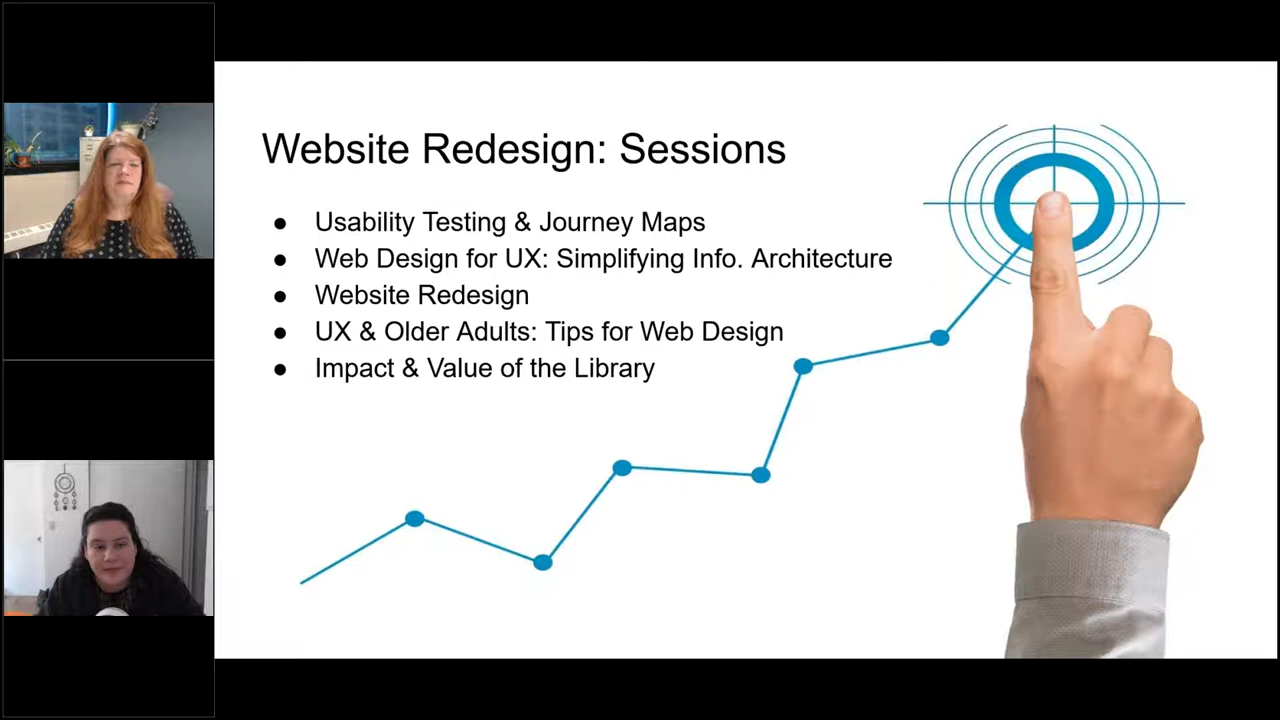 Website Redesign: Sessions
● Usability Testing & Journey Maps
● Web Design for UX: Simplifying Info. Architecture
● Website Redesign
● UX & Older Adults: Tips for Web Design
● Impact & Value of the Library